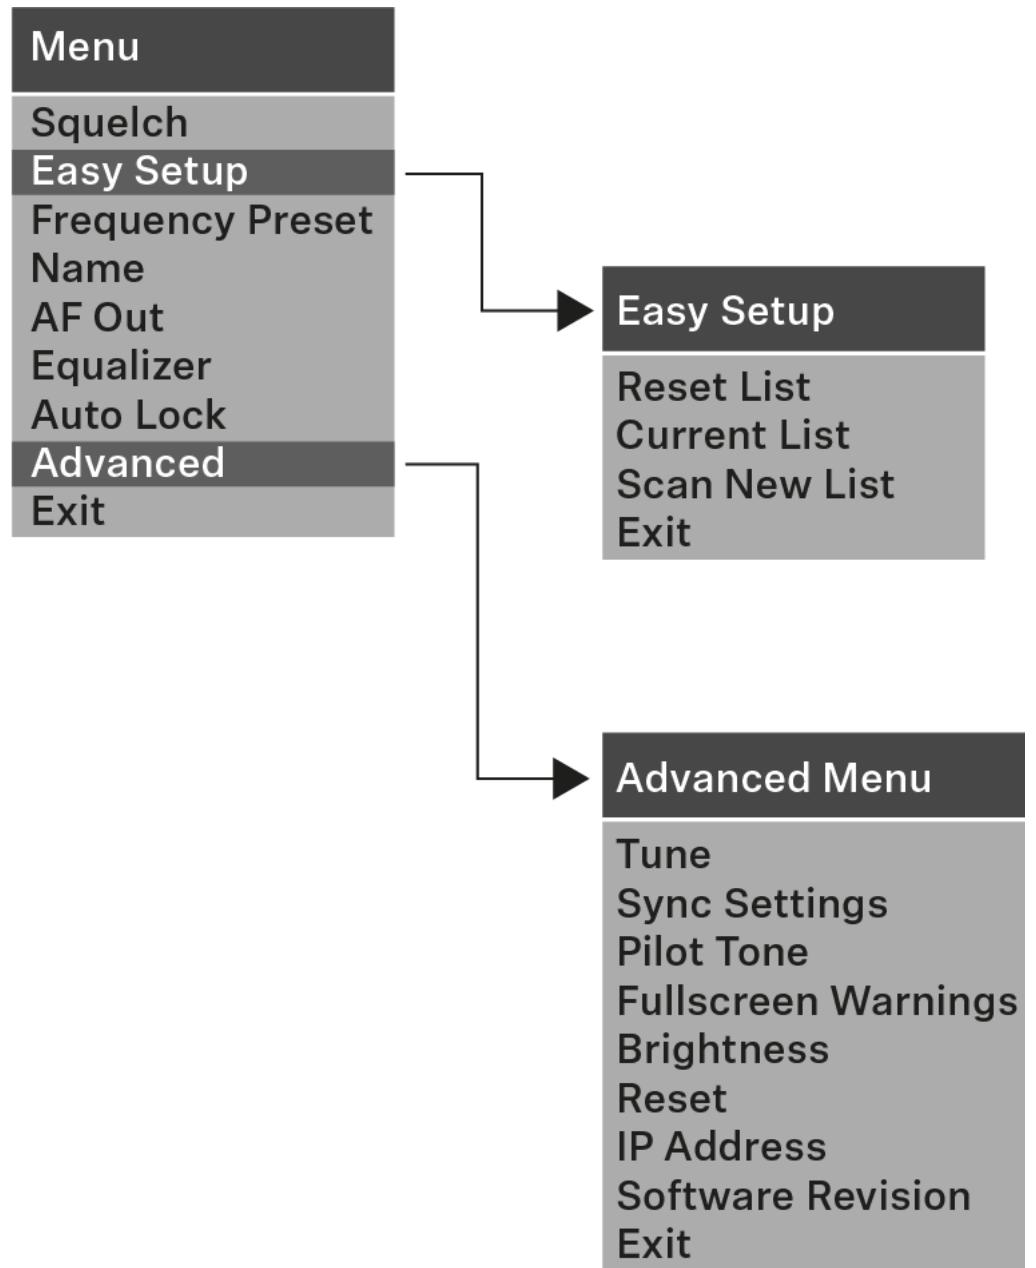 Menu
Squelch
Easy Setup
Frequency Preset
Name
AF Out
Equalizer
Auto Lock
Advanced
Exit
Easy Setup
Reset List
Current List
Scan New List
Exit
Advanced Menu
Tune
Sync Settings
Pilot Tone
Fullscreen Warnings
Brightness
Reset
IP Address
Software Revision
Exit